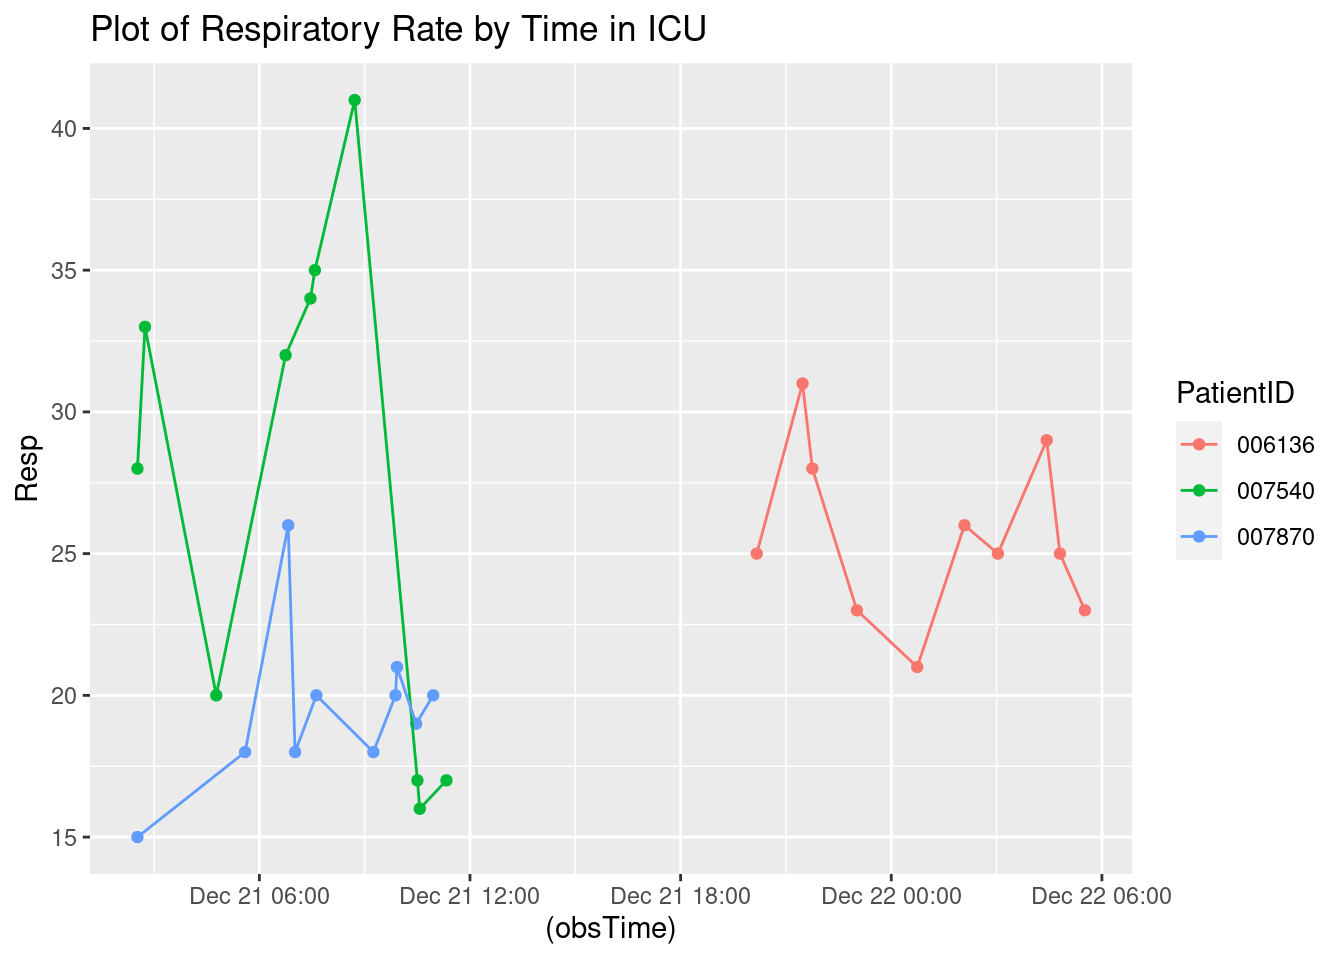 Plot of Respiratory Rate by Time in ICU
40
35
30
25
20
15
Resp
Dec 21 06:00
Dec 21 12:00
Dec 21 18:00
Dec 22 00:00
Dec 22 06:00
(obsTime)
PatientID
006136
007540
007870